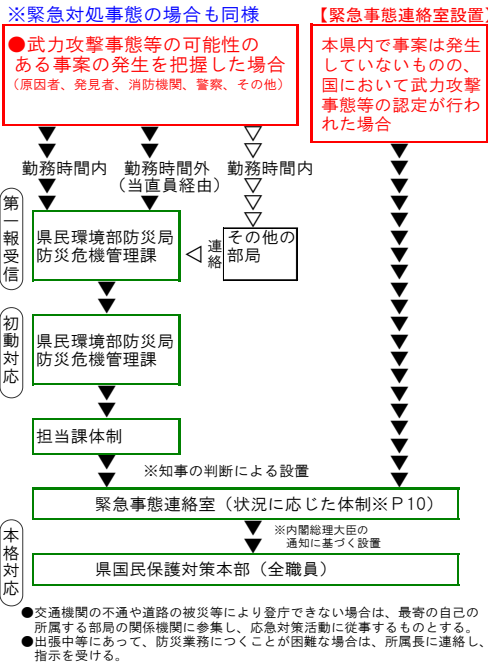 ※緊急対処事態の場合も同様
【緊急事態連絡室設置】
●武力攻撃事態等の可能性の
ある事案の発生を把握した場合
（原因者、発見者、消防機関、警察、その他）
本県内で事案は発生
していないものの、
国において武力攻撃
事態等の認定が行わ
れた場合
勤務時間内
勤務時間外
（当直員経由）
勤務時間内
第一報受信
県民環境部防災局
防災危機管理課
連絡
その他の
部局
初動対応
県民環境部防災局
防災危機管理課
担当課体制
※知事の判断による設置
緊急事態連絡室（状況に応じた体制※Ｐ１０）
本格対応
※内閣総理大臣の
通知に基づく設置
県国民保護対策本部（全職員）
●交通機関の不通や道路の被災等により登庁できない場合は、最寄の自己の
所属する部局の関係機関に参集し、応急対策活動に従事するものとする。
●出張中等にあって、防災業務につくことが困難な場合は、所属長に連絡し、
指示を受ける。